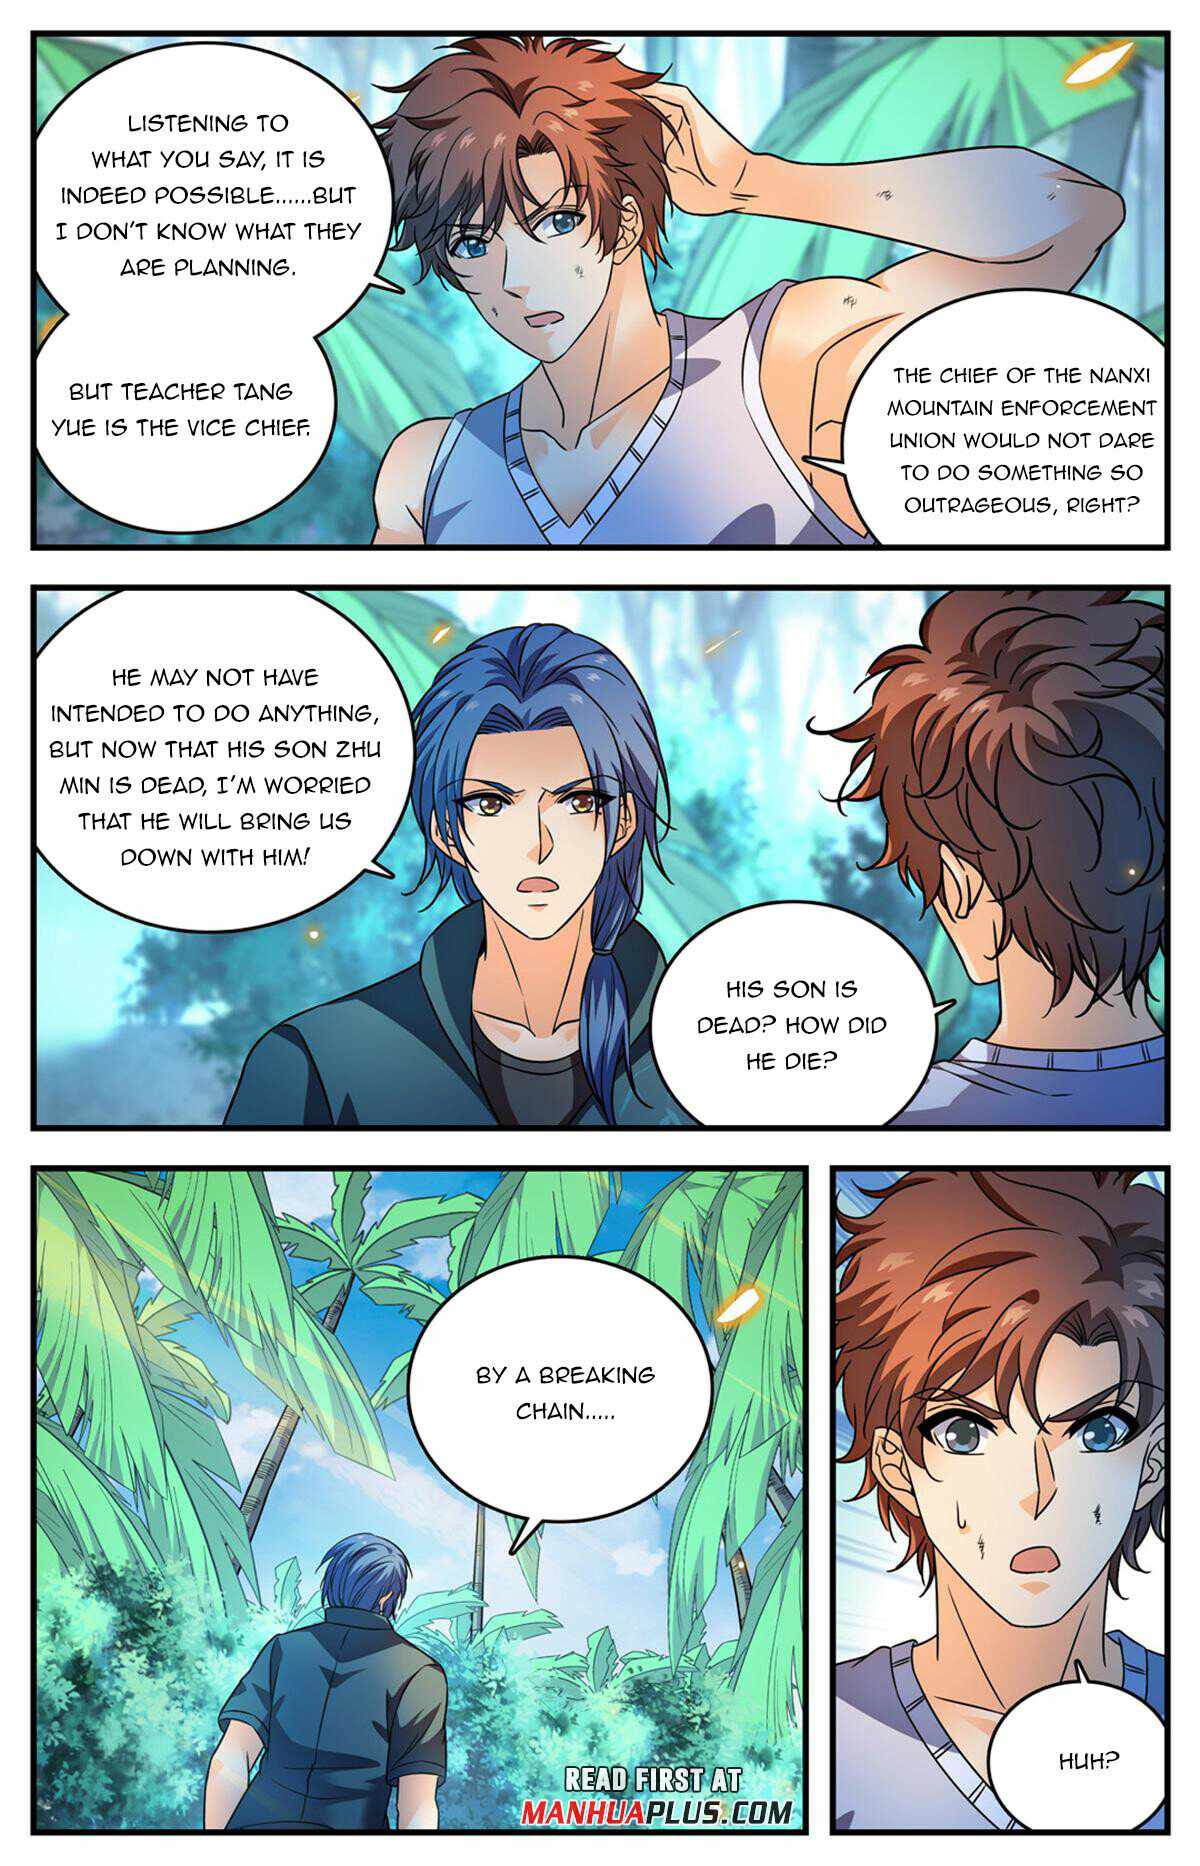 LISTENING TO
WHAT YOU SAY, IT IS
INDEED POSSIBLE......BUT
I DON'T KNOW WHAT THEY
ARE PLANNING.
BUT TEACHER TANG
YUE IS THE VICE CHIEF.
THE CHIEF OF THE NANXI
MOUNTAIN ENFORCEMENT
UNION WOULD NOT DARE
TO DO SOMETHING SO
OUTRAGEOUS, RIGHT?
HE MAY NOT HAVE
INTENDED TO DO ANYTHING,
BUT NOW THAT HIS SON ZHU
MIN IS DEAD, I'M WORRIED
THAT HE WILL BRING US
DOWN WITH HIM!
HIS SON IS
DEAD? HOW DID
HE DIE?
BY A BREAKING
CHAIN.....
HUH?
READ FIRST AT
MANHUAPLUS.COM